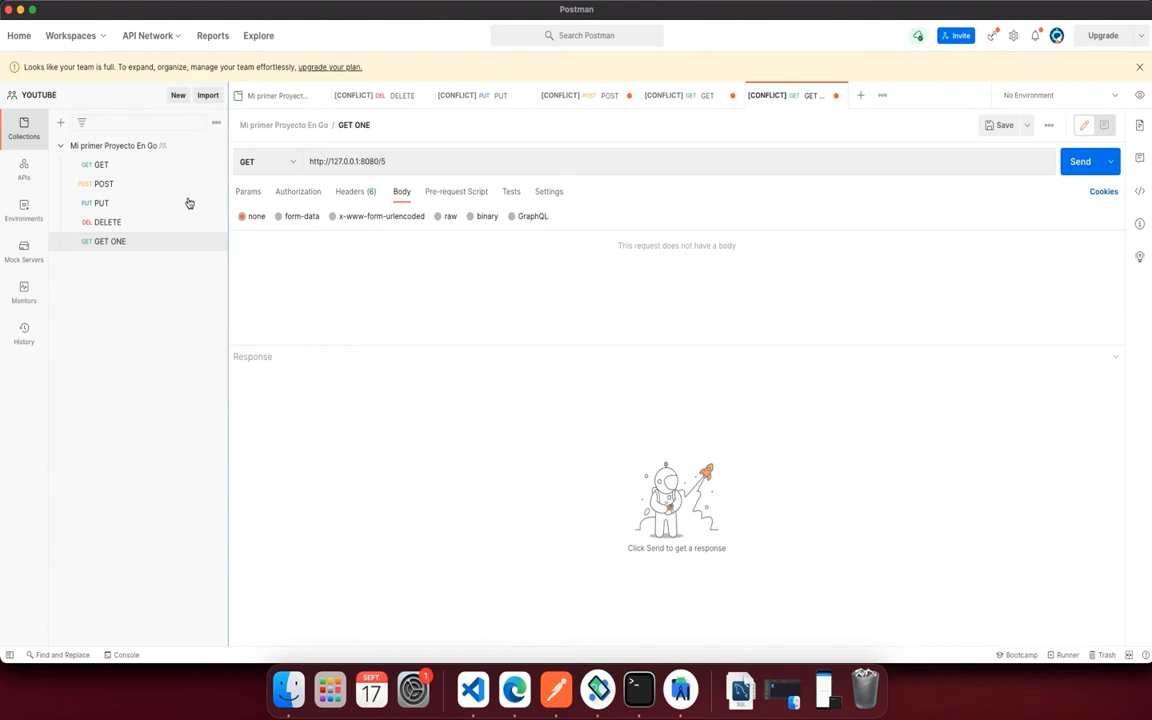 Postman
Home
Workspaces
API Network
Reports
Explore
Search Postman
Invite
Upgrade
Looks like your team is full. To expand, organize, manage your team effortlessly, upgrade your plan.
YOUTUBE
New
Import
Mi primer Proyect...
[CONFLICT] DEL DELETE
[CONFLICT] PUT PUT
[CONFLICT] POST POST
[CONFLICT] GET GET
[CONFLICT] GET GET ...
No Environment
Collections
APIs
Environments
Mock Servers
Monitors
History
Mi primer Proyecto En Go
GET GET
POST POST
PUT PUT
DEL DELETE
GET GET ONE
Mi primer Proyecto En Go / GET ONE
Save
GET
http://127.0.0.1:8080/5
Send
Params
Authorization
Headers (6)
Body
Pre-request Script
Tests
Settings
Cookies
none
form-data
x-www-form-urlencoded
raw
binary
GraphQL
This request does not have a body
Response
Click Send to get a response
Find and Replace
Console
Bootcamp
Runner
Trash
SEPT.
17
1
SQL